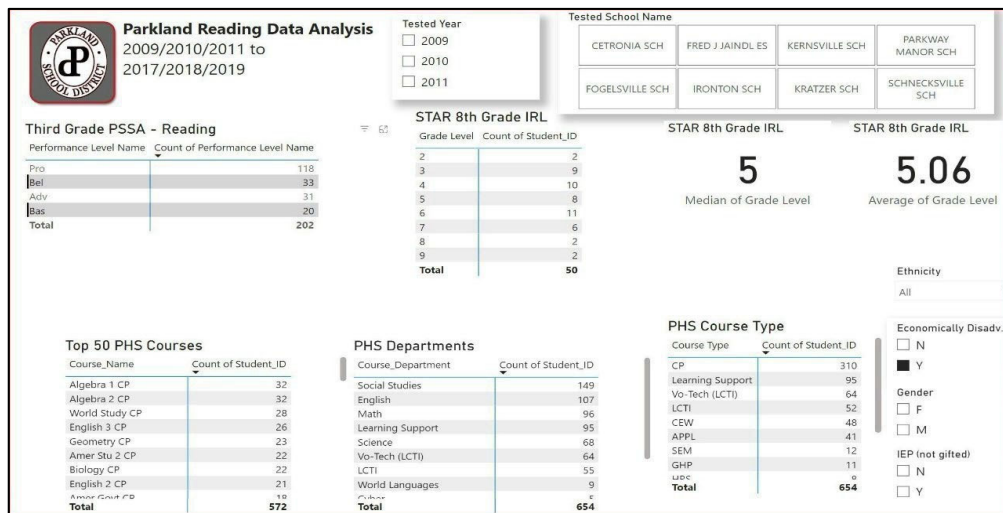 PARKLAND
SCHOOL DISTRICT
Parkland Reading Data Analysis
2009/2010/2011 to
2017/2018/2019
Tested Year
2009
2010
2011
Tested School Name
CETRONIA SCH
FRED J JAINDL ES
KERNSVILLE SCH
PARKWAY
MANOR SCH
FOGELSVILLE SCH
IRONTON SCH
KRATZER SCH
SCHNECKSVILLE
SCH
Third Grade PSSA - Reading
Performance Level Name Count of Performance Level Name
Pro 118
Bel 33
Adv 31
Bas 20
Total 202
STAR 8th Grade IRL
Grade Level Count of Student_ID
2 2
3 9
4 10
5 8
6 11
7 6
8 2
9 2
Total 50
STAR 8th Grade IRL
5
Median of Grade Level
STAR 8th Grade IRL
5.06
Average of Grade Level
Ethnicity
All
Top 50 PHS Courses
Course_Name Count of Student_ID
Algebra 1 CP 32
Algebra 2 CP 32
World Study CP 28
English 3 CP 26
Geometry CP 23
Amer Stu 2 CP 22
Biology CP 22
English 2 CP 21
Amer Govt CP 18
Total 572
PHS Departments
Course_Department Count of Student_ID
Social Studies 149
English 107
Math 96
Learning Support 95
Science 68
Vo-Tech (LCTI) 64
LCTI 55
World Languages 9
Cyber 5
Total 654
PHS Course Type
Course Type Count of Student_ID
CP 310
Learning Support 95
Vo-Tech (LCTI) 64
LCTI 52
CEW 48
APPL 41
SEM 12
GHP 11
Total 654
Economically Disadv.
N
Y
Gender
F
M
IEP (not gifted)
N
Y